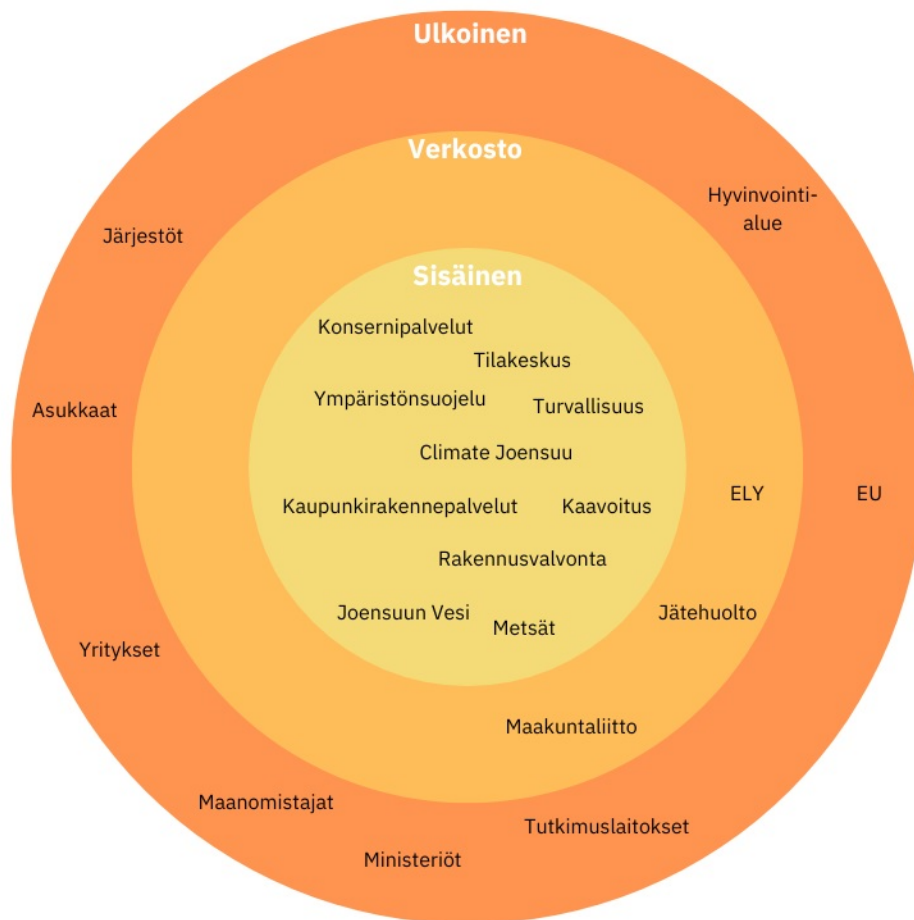 Ulkoinen
Verkosto
Hyvinvointi-
alue
Järjestöt
Sisäinen
Konsernipalvelut
Tilakeskus
Ympäristönsuojelu
Turvallisuus
Asukkaat
Climate Joensuu
ELY
EU
Kaupunkirakennepalvelut
Kaavoitus
Rakennusvalvonta
Joensuun Vesi
Jätehuolto
Metsät
Yritykset
Maakuntaliitto
Maanomistajat
Tutkimuslaitokset
Ministeriöt